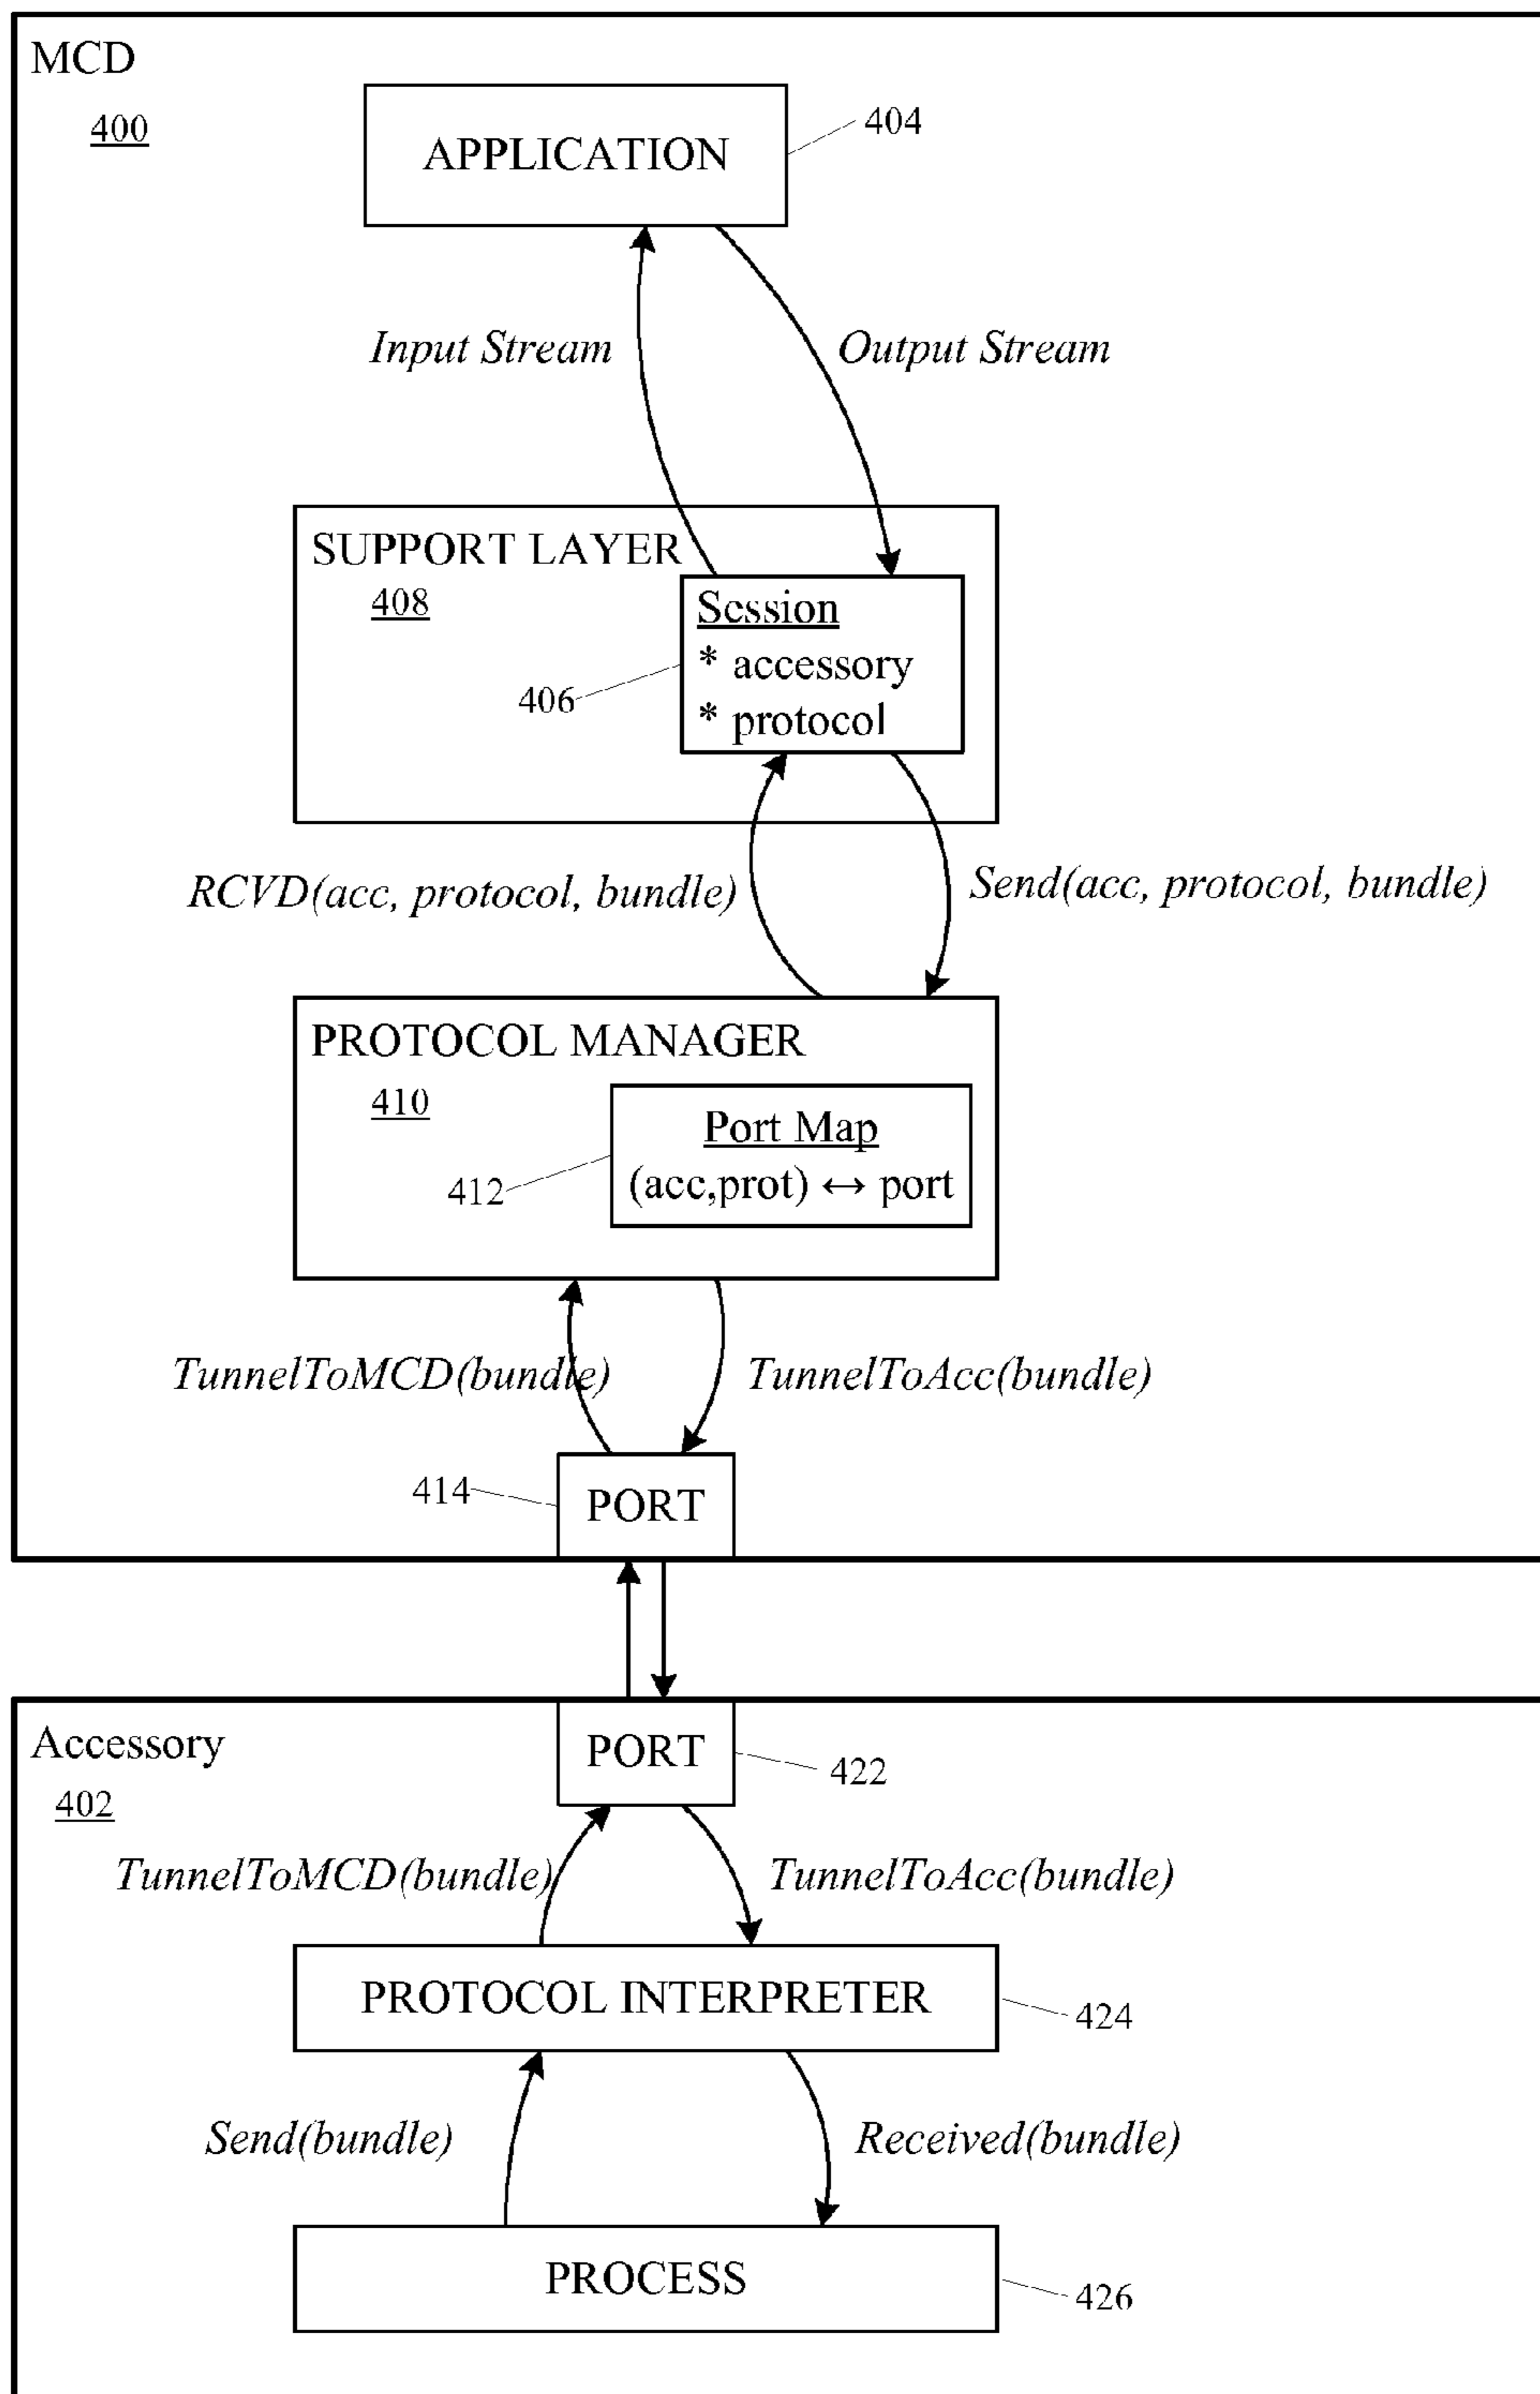 MCD
400
APPLICATION
404
Input Stream
Output Stream
SUPPORT LAYER
408
Session
* accessory
* protocol
406
RCVD(acc, protocol, bundle)
Send(acc, protocol, bundle)
PROTOCOL MANAGER
410
Port Map
(acc,prot) ↔ port
412
TunnelToMCD(bundle)
TunnelToAcc(bundle)
414
PORT
Accessory
402
PORT
422
TunnelToMCD(bundle)
TunnelToAcc(bundle)
PROTOCOL INTERPRETER
424
Send(bundle)
Received(bundle)
PROCESS
426